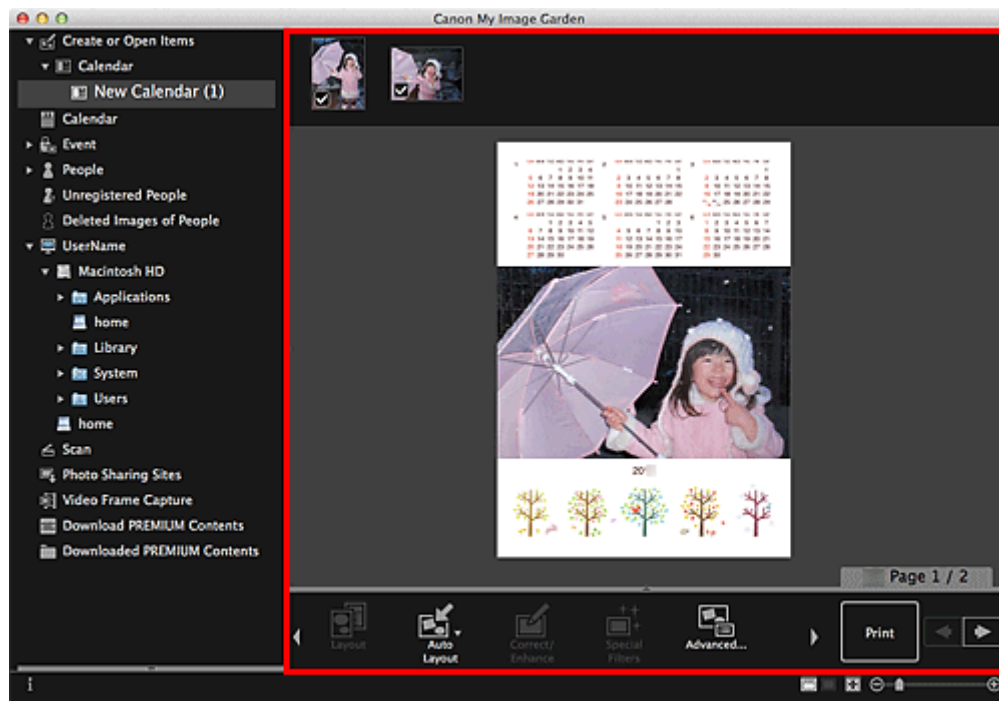 Canon My Image Garden
Create or Open Items
Calendar
New Calendar (1)
Calendar
Event
People
Unregistered People
Deleted Images of People
UserName
Macintosh HD
Applications
home
Library
System
Users
home
Scan
Photo Sharing Sites
Video Frame Capture
Download PREMIUM Contents
Downloaded PREMIUM Contents
20
Page 1 / 2
Layout
Auto Layout
Correct/
Enhance
Special
Filters
Advanced...
Print